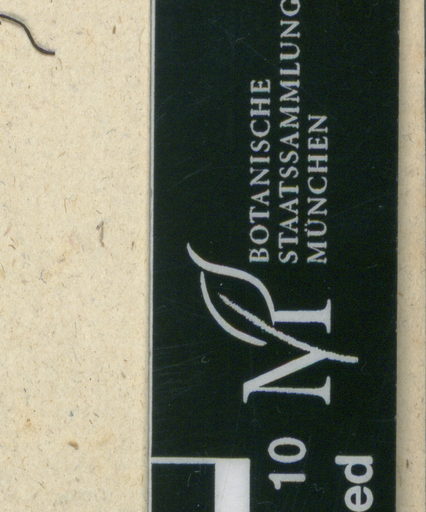 BOTANISCHE
STAATSSAMMLUNG
MÜNCHEN
10
ed